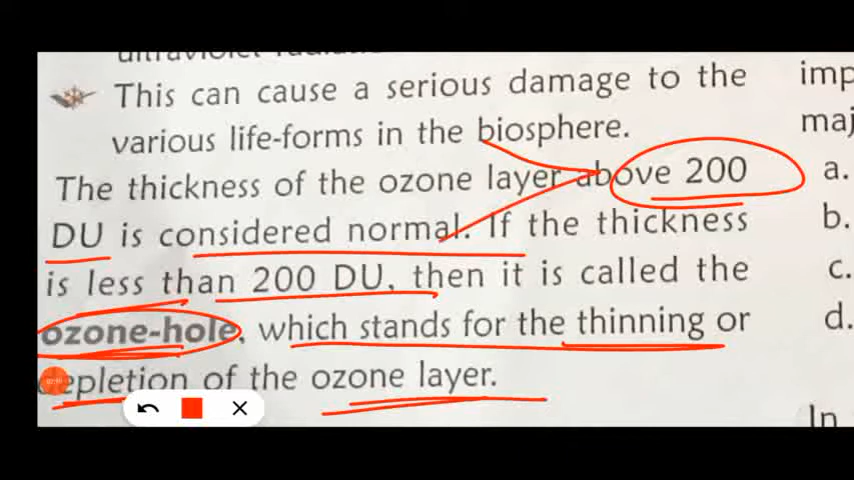 This can cause a serious damage to the
various life-forms in the biosphere.
The thickness of the ozone layer above 200
DU is considered normal. If the thickness
is less than 200 DU, then it is called the
ozone-hole, which stands for the thinning or
depletion of the ozone layer.
imp
maj
a.
b.
c.
d.
In